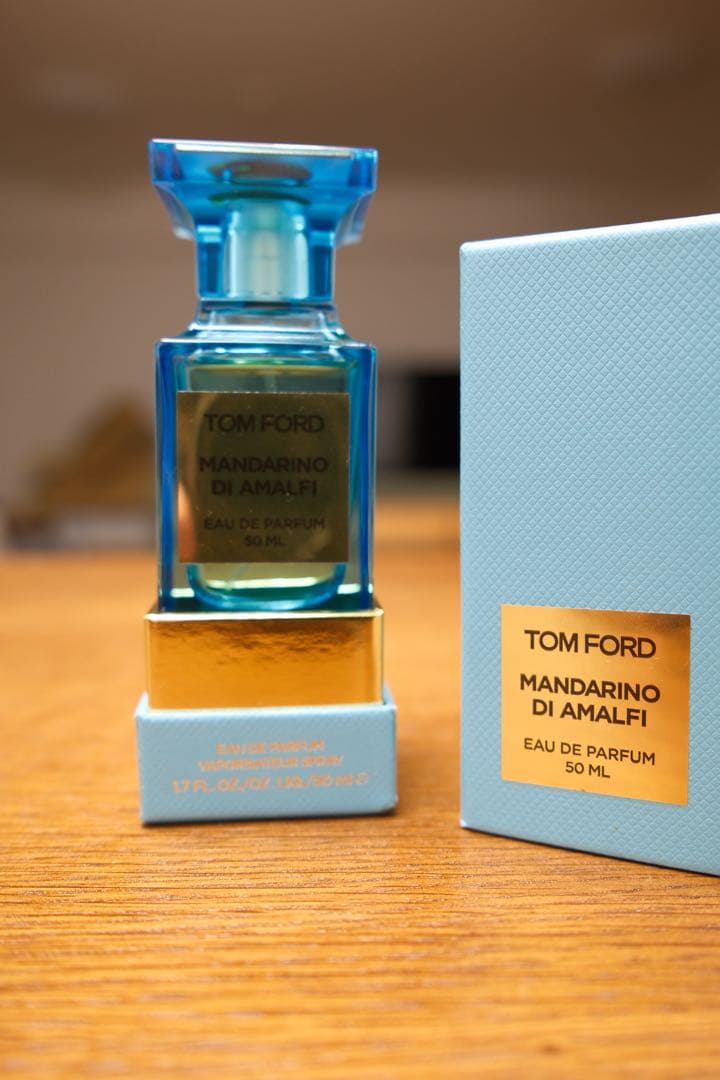 TOM FORD
MANDARINO
DI AMALFI
EAU DE PARFUM
50 ML
EAU DE PARFUM
VAPORISATEUR SPRAY
1.7 FL. OZ./OZ. LIQ./50 ml ℮
TOM FORD
MANDARINO
DI AMALFI
EAU DE PARFUM
50 ML